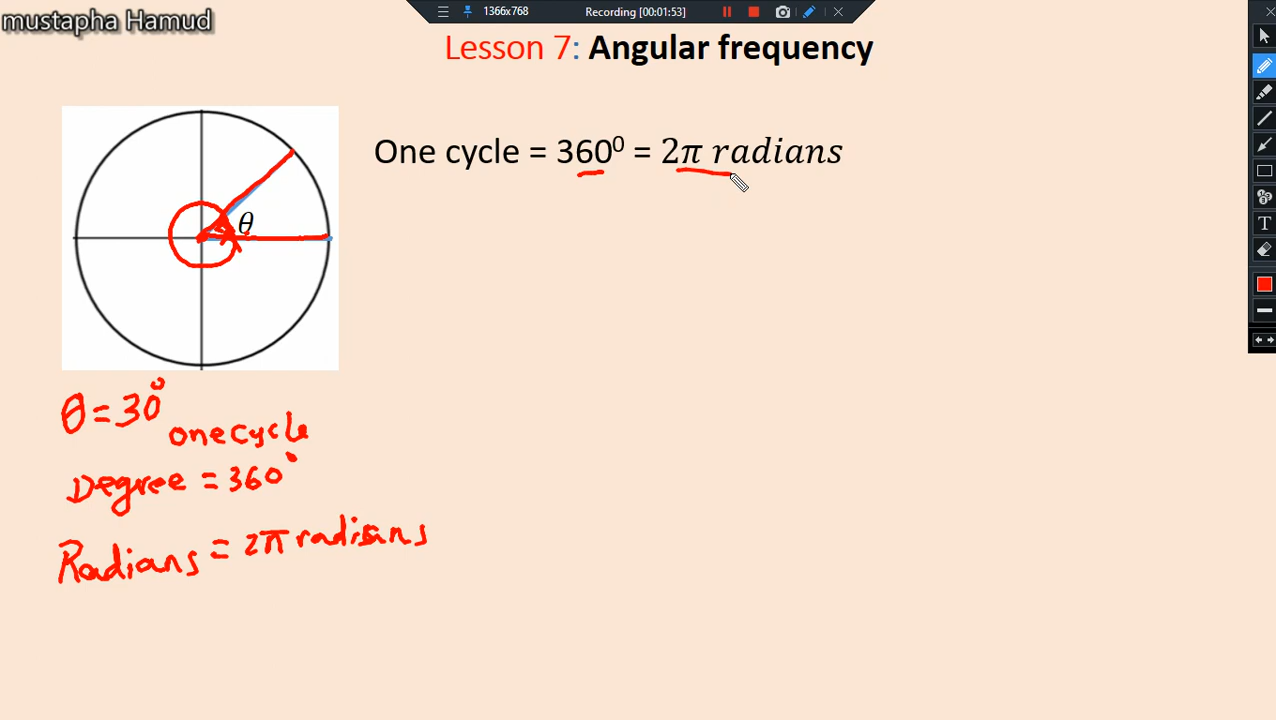 mustapha Hamud
1366x768
Recording [00:01:53]
Lesson 7: Angular frequency
One cycle = 360⁰ = 2π radians
θ
θ = 30°
one cycle
Degree = 360°
Radians = 2π radians
T